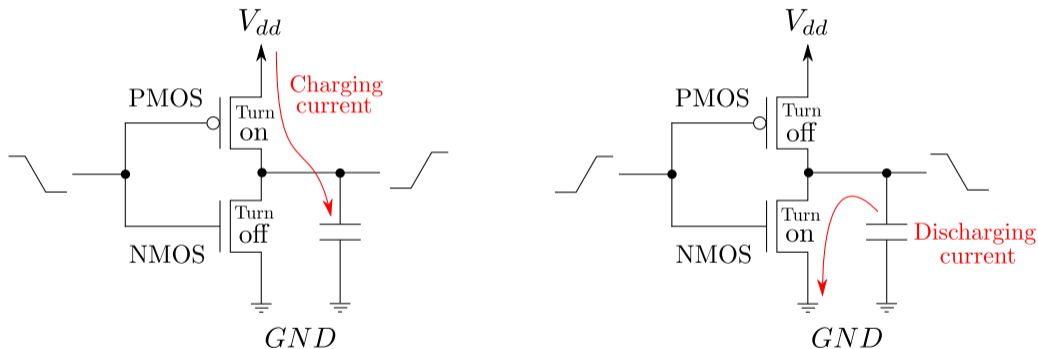 V_dd
Charging
current
PMOS
Turn
on
Turn
off
NMOS
GND
V_dd
PMOS
Turn
off
Turn
on
Discharging
current
NMOS
GND